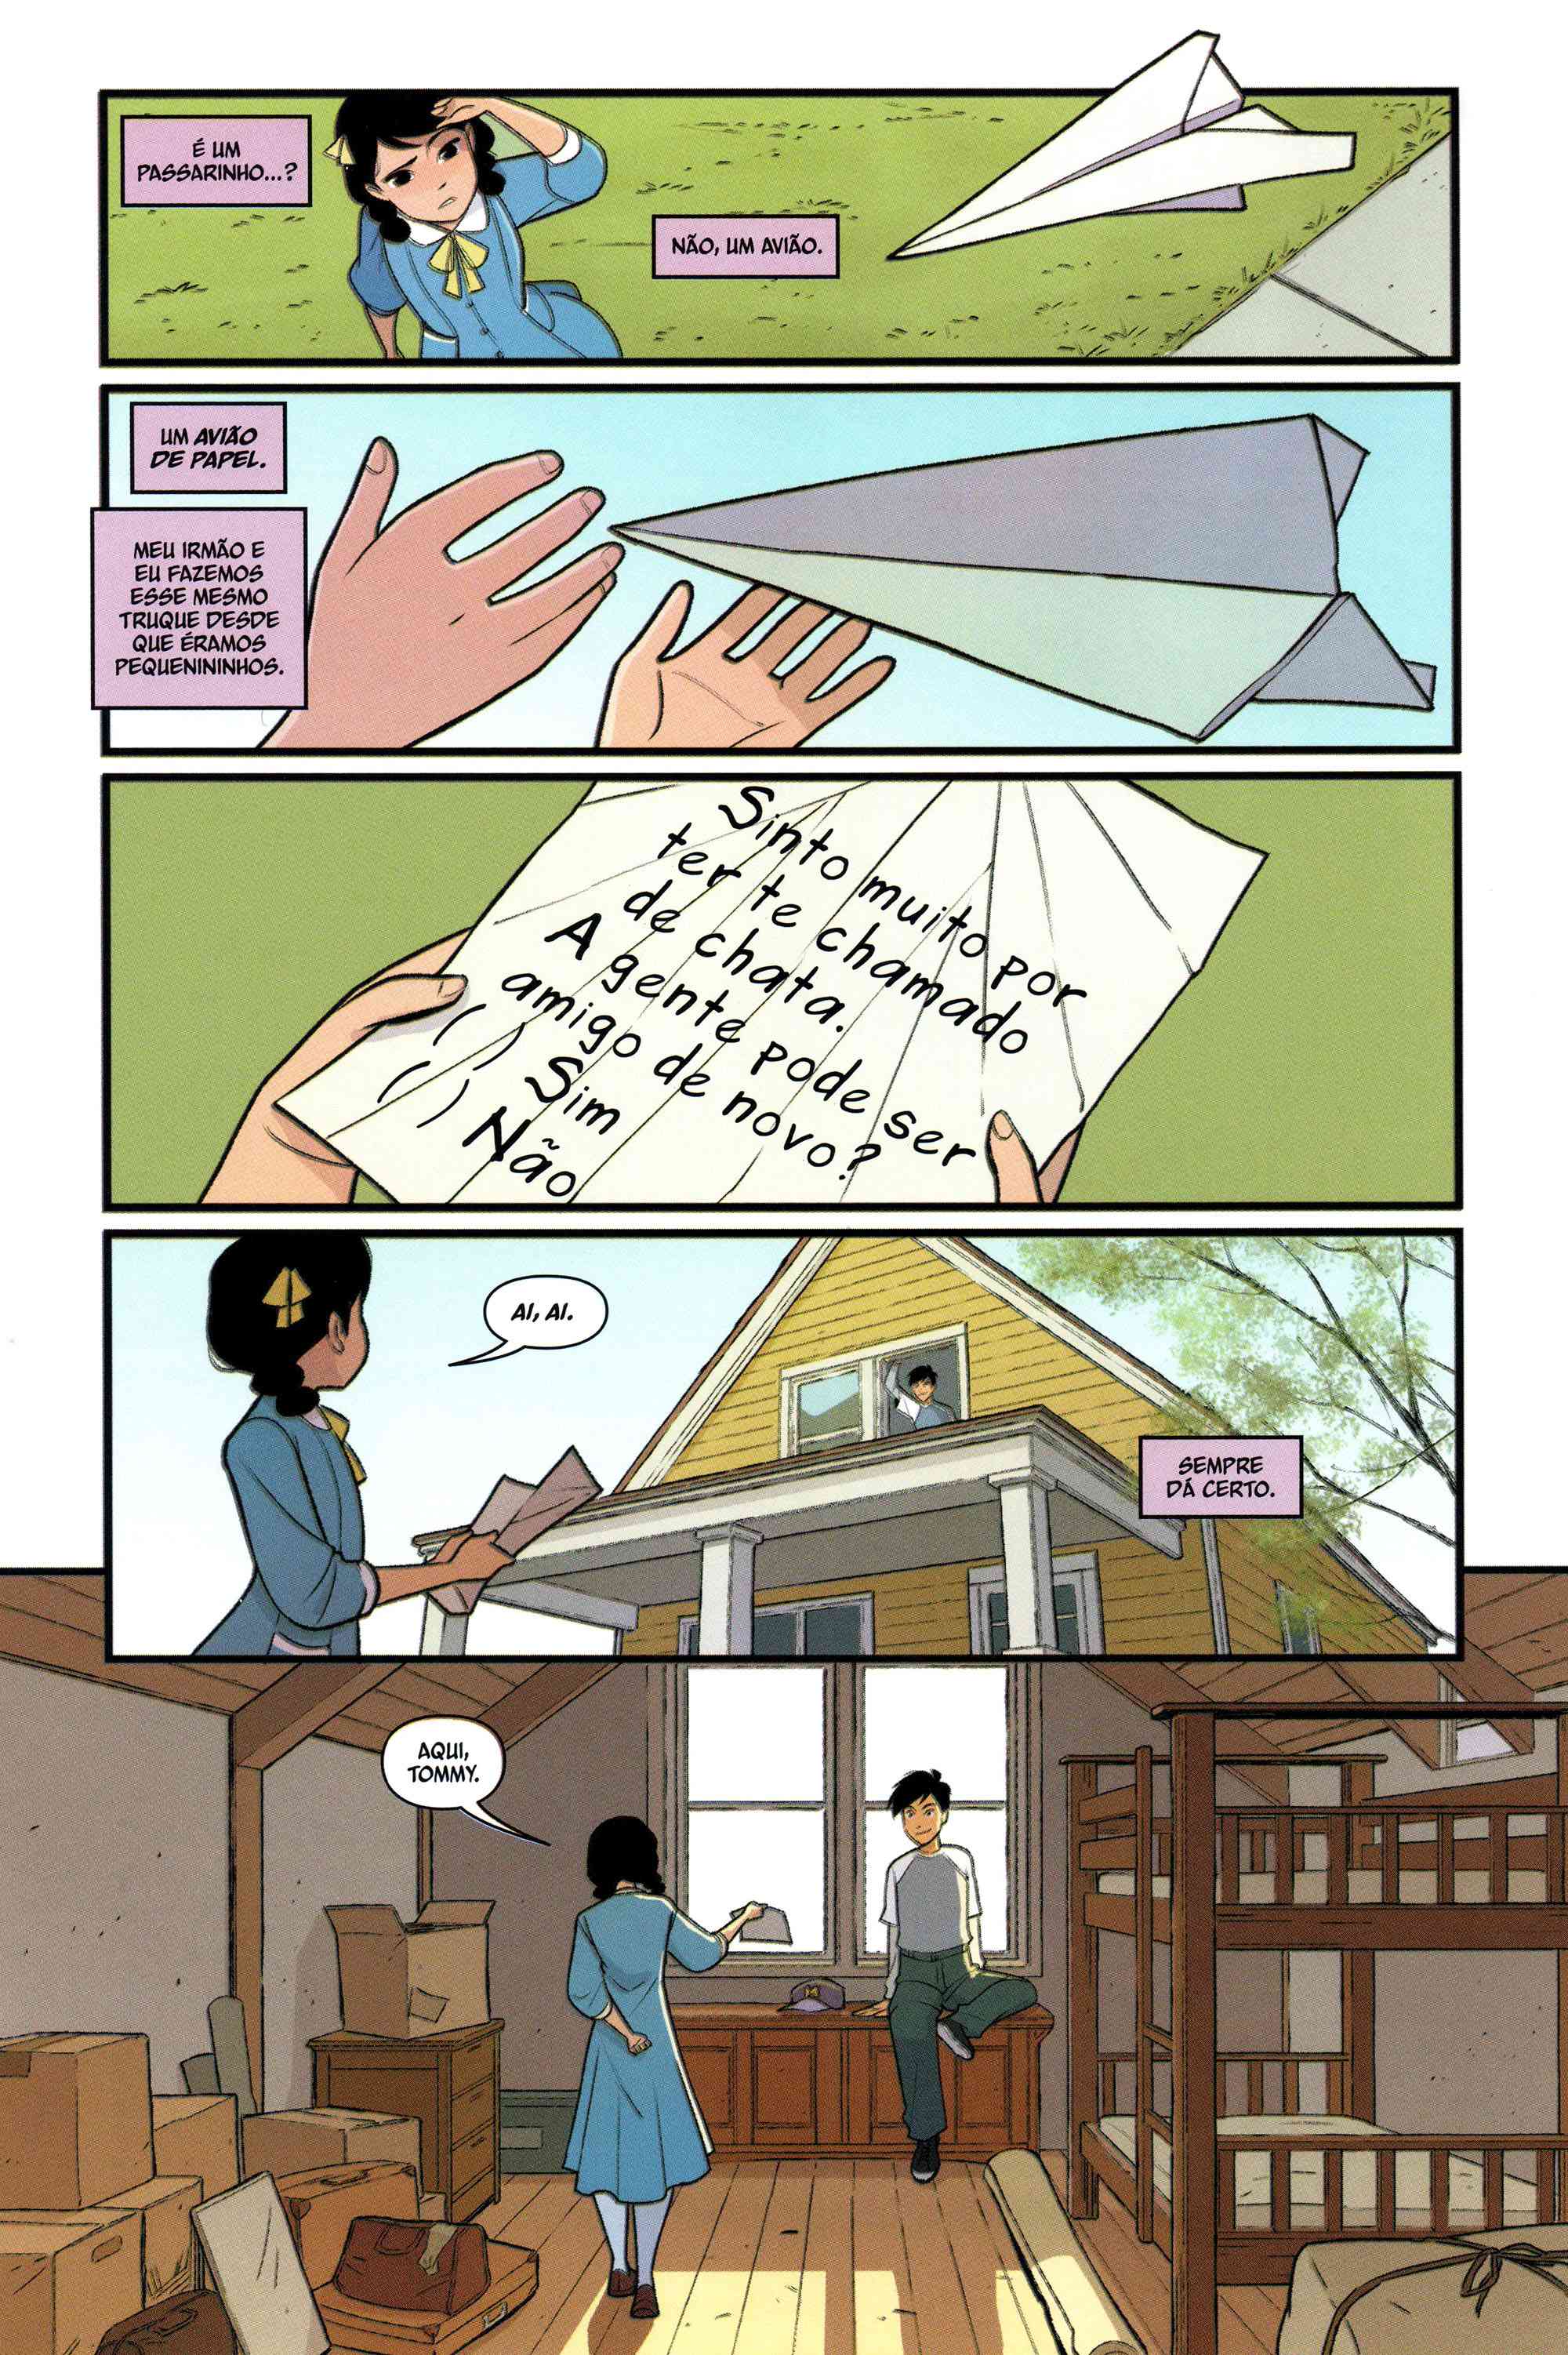 É UM
PASSARINHO...?
NÃO, UM AVIÃO.
UM AVIÃO
DE PAPEL.
MEU IRMÃO E
EU FAZEMOS
ESSE MESMO
TRUQUE DESDE
QUE ÉRAMOS
PEQUENININHOS.
Sinto muito por
ter te chamado
de chata.
A gente pode ser
amigo de novo?
( ) Sim
( ) Não
AI, AI.
SEMPRE
DÁ CERTO.
AQUI,
TOMMY.
M